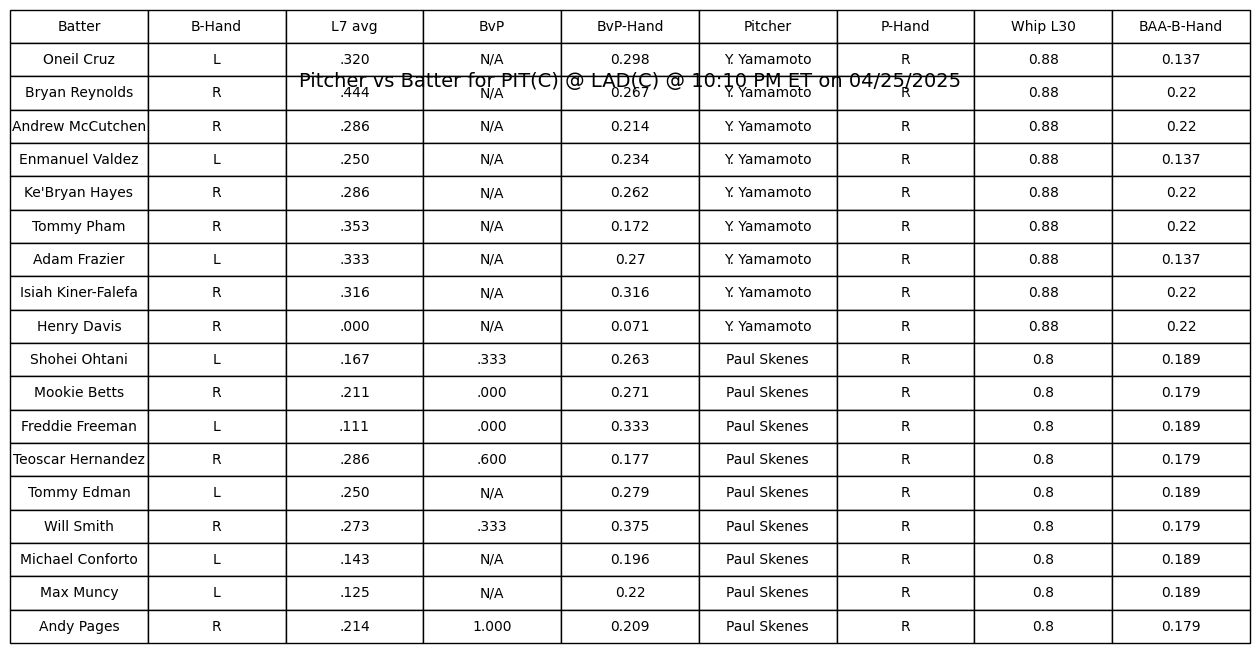 Batter B-Hand L7 avg BvP BvP-Hand Pitcher P-Hand Whip L30 BAA-B-Hand
Oneil Cruz L .320 N/A 0.298 Y. Yamamoto R 0.88 0.137
Pitcher vs Batter for PIT(C) @ LAD(C) @ 10:10 PM ET on 04/25/2025
Bryan Reynolds R .444 N/A 0.267 Y. Yamamoto R 0.88 0.22
Andrew McCutchen R .286 N/A 0.214 Y. Yamamoto R 0.88 0.22
Enmanuel Valdez L .250 N/A 0.234 Y. Yamamoto R 0.88 0.137
Ke'Bryan Hayes R .286 N/A 0.262 Y. Yamamoto R 0.88 0.22
Tommy Pham R .353 N/A 0.172 Y. Yamamoto R 0.88 0.22
Adam Frazier L .333 N/A 0.27 Y. Yamamoto R 0.88 0.137
Isiah Kiner-Falefa R .316 N/A 0.316 Y. Yamamoto R 0.88 0.22
Henry Davis R .000 N/A 0.071 Y. Yamamoto R 0.88 0.22
Shohei Ohtani L .167 .333 0.263 Paul Skenes R 0.8 0.189
Mookie Betts R .211 .000 0.271 Paul Skenes R 0.8 0.179
Freddie Freeman L .111 .000 0.333 Paul Skenes R 0.8 0.189
Teoscar Hernandez R .286 .600 0.177 Paul Skenes R 0.8 0.179
Tommy Edman L .250 N/A 0.279 Paul Skenes R 0.8 0.189
Will Smith R .273 .333 0.375 Paul Skenes R 0.8 0.179
Michael Conforto L .143 N/A 0.196 Paul Skenes R 0.8 0.189
Max Muncy L .125 N/A 0.22 Paul Skenes R 0.8 0.189
Andy Pages R .214 1.000 0.209 Paul Skenes R 0.8 0.179